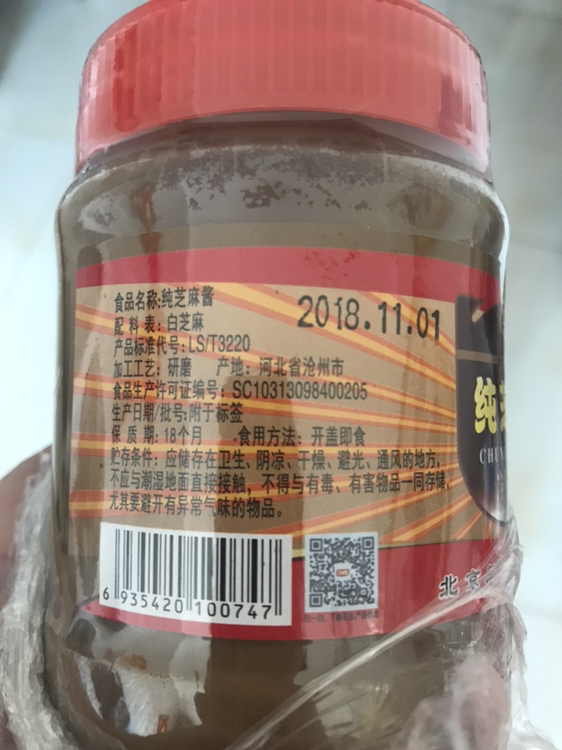 食品名称:纯芝麻酱
配 料 表: 白芝麻
产品标准代号: LS/T3220
加工工艺: 研磨 产地: 河北省沧州市
食品生产许可证编号: SC10313098400205
生产日期/批号:附于标签
保 质 期: 18个月 ·食用方法: 开盖即食
贮存条件: 应储存在卫生、阴凉、干燥、避光、通风的地方,
不应与潮湿地面直接接触, 不得与有毒、有害物品一同存储,
尤其要避开有异常气味的物品。
2018.11.01
纯
CHUN
北京
6 935420 100747